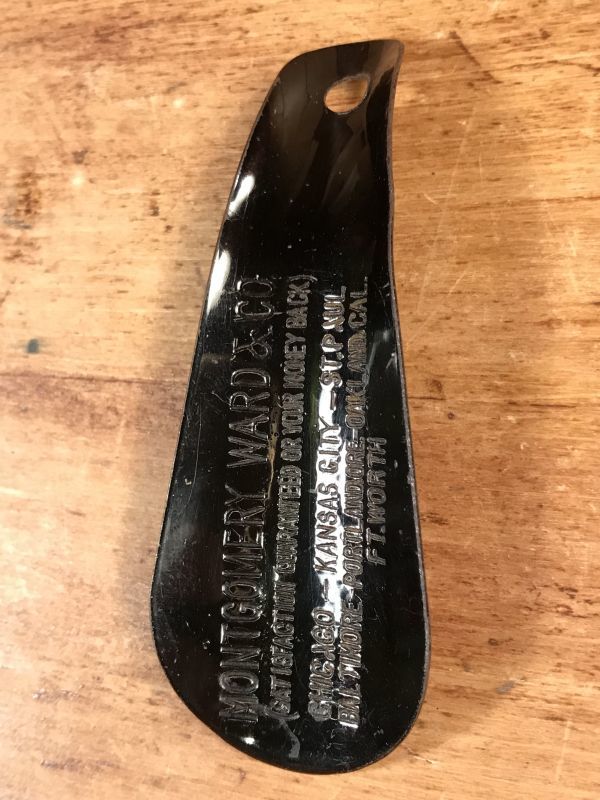 MONTGOMERY WARD & CO.
(SATISFACTION GUARANTEED OR YOUR MONEY BACK)
CHICAGO - KANSAS CITY - ST. PAUL
BALTIMORE - PORTLAND ORE - OAKLAND CAL.
FT. WORTH